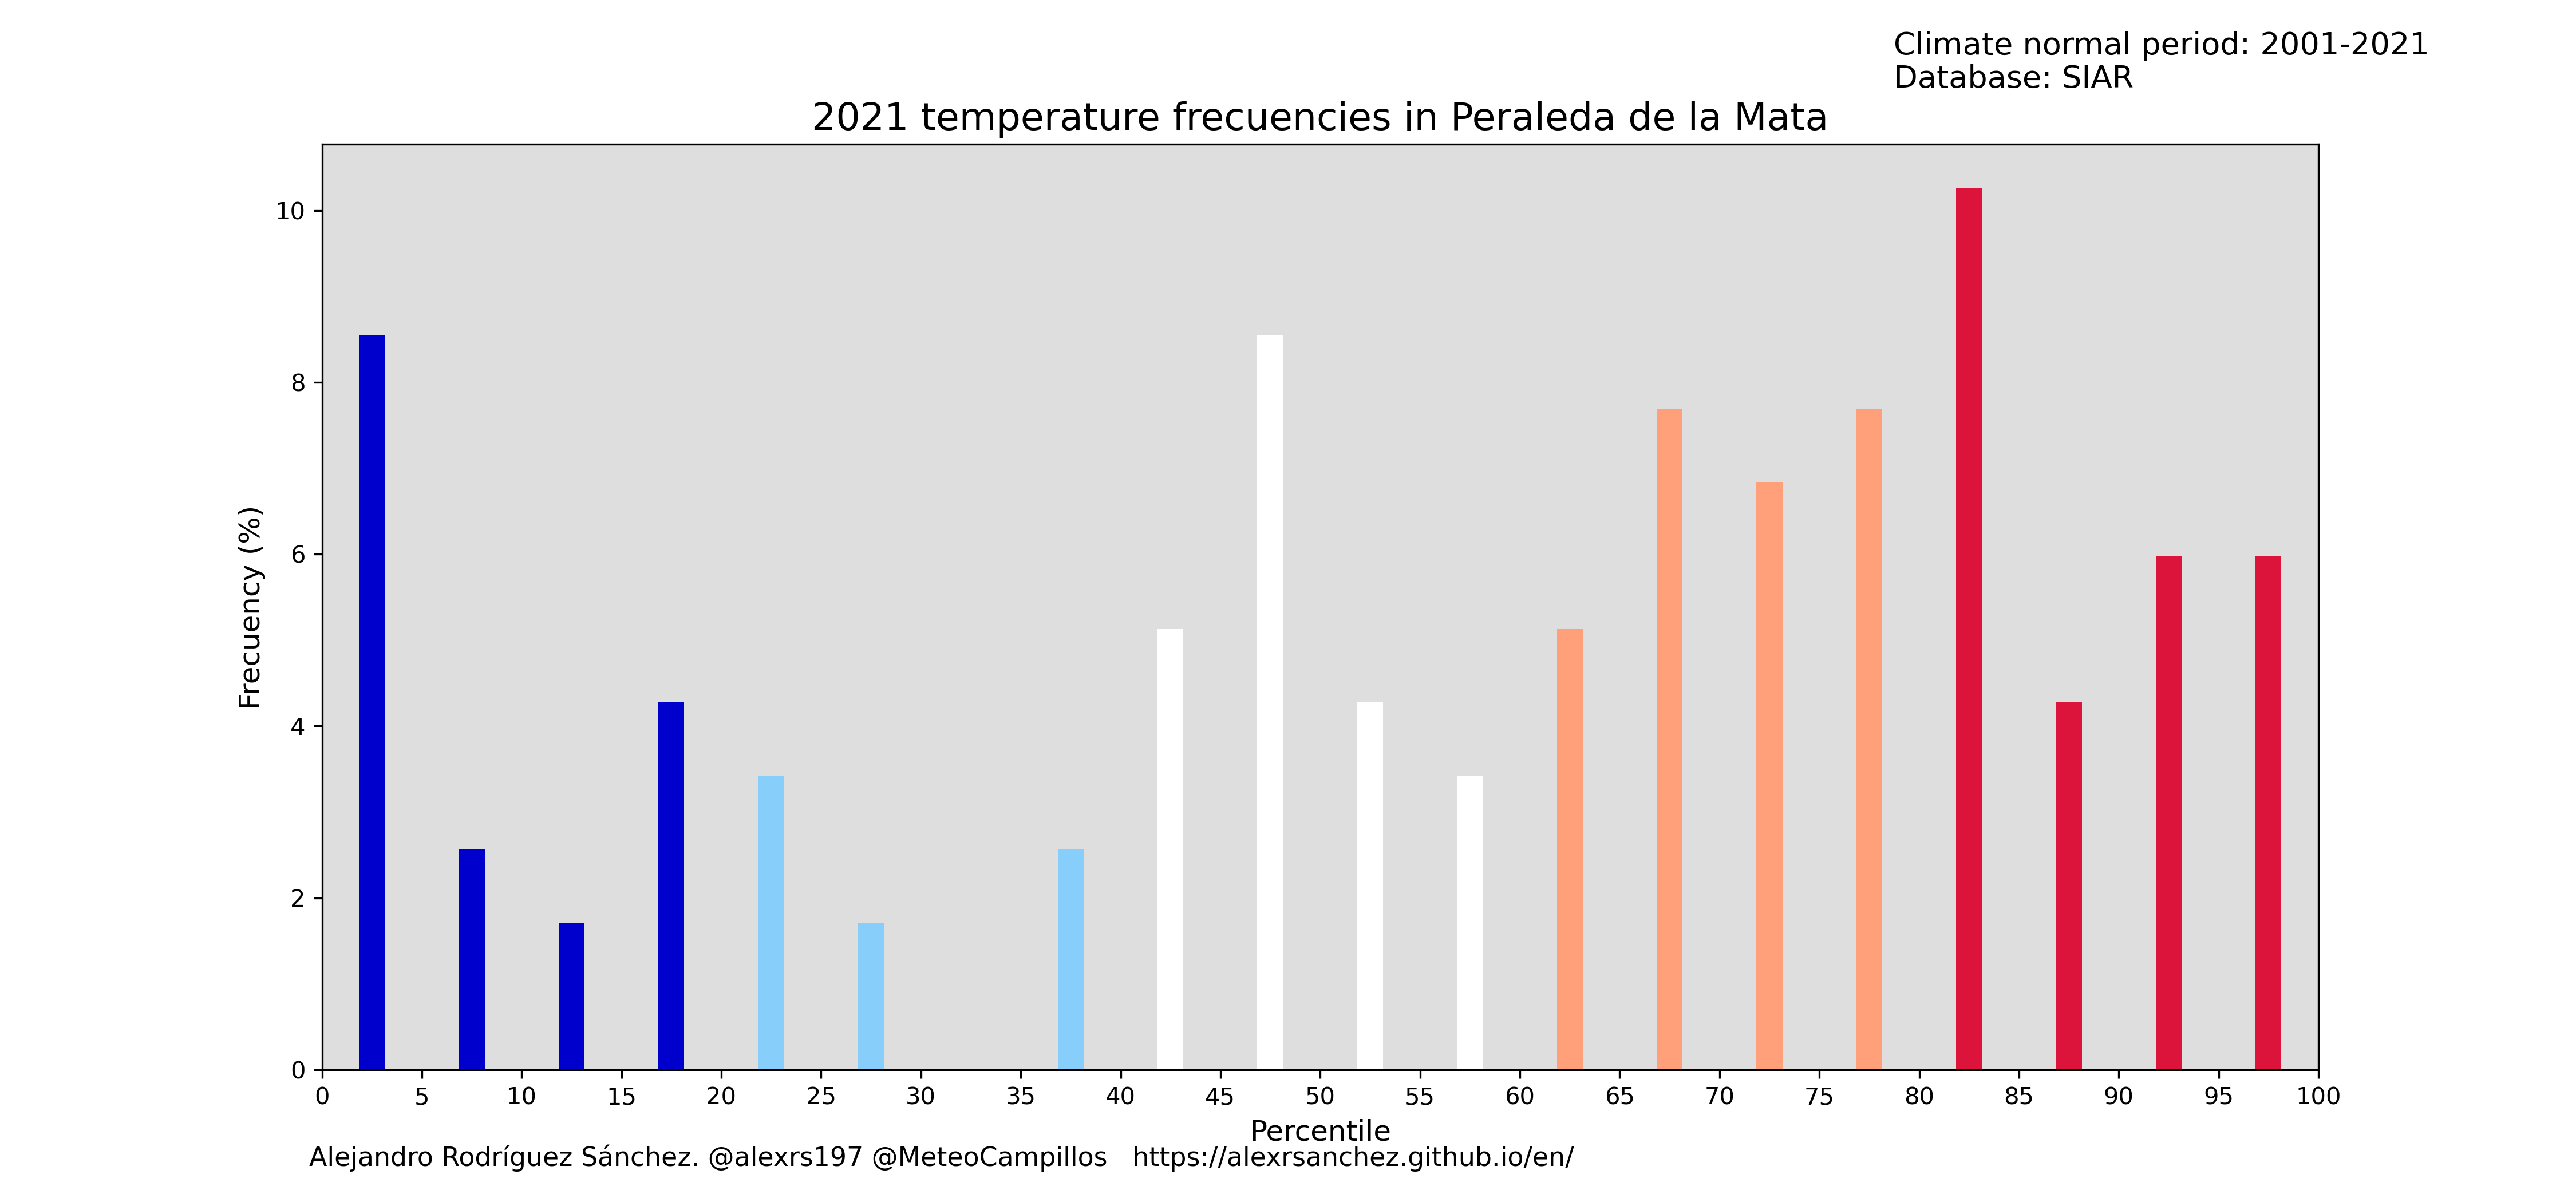 Climate normal period: 2001-2021
Database: SIAR
2021 temperature frecuencies in Peraleda de la Mata
10
8
6
4
2
0
Frecuency (%)
0 5 10 15 20 25 30 35 40 45 50 55 60 65 70 75 80 85 90 95 100
Percentile
Alejandro Rodríguez Sánchez. @alexrs197 @MeteoCampillos https://alexrsanchez.github.io/en/